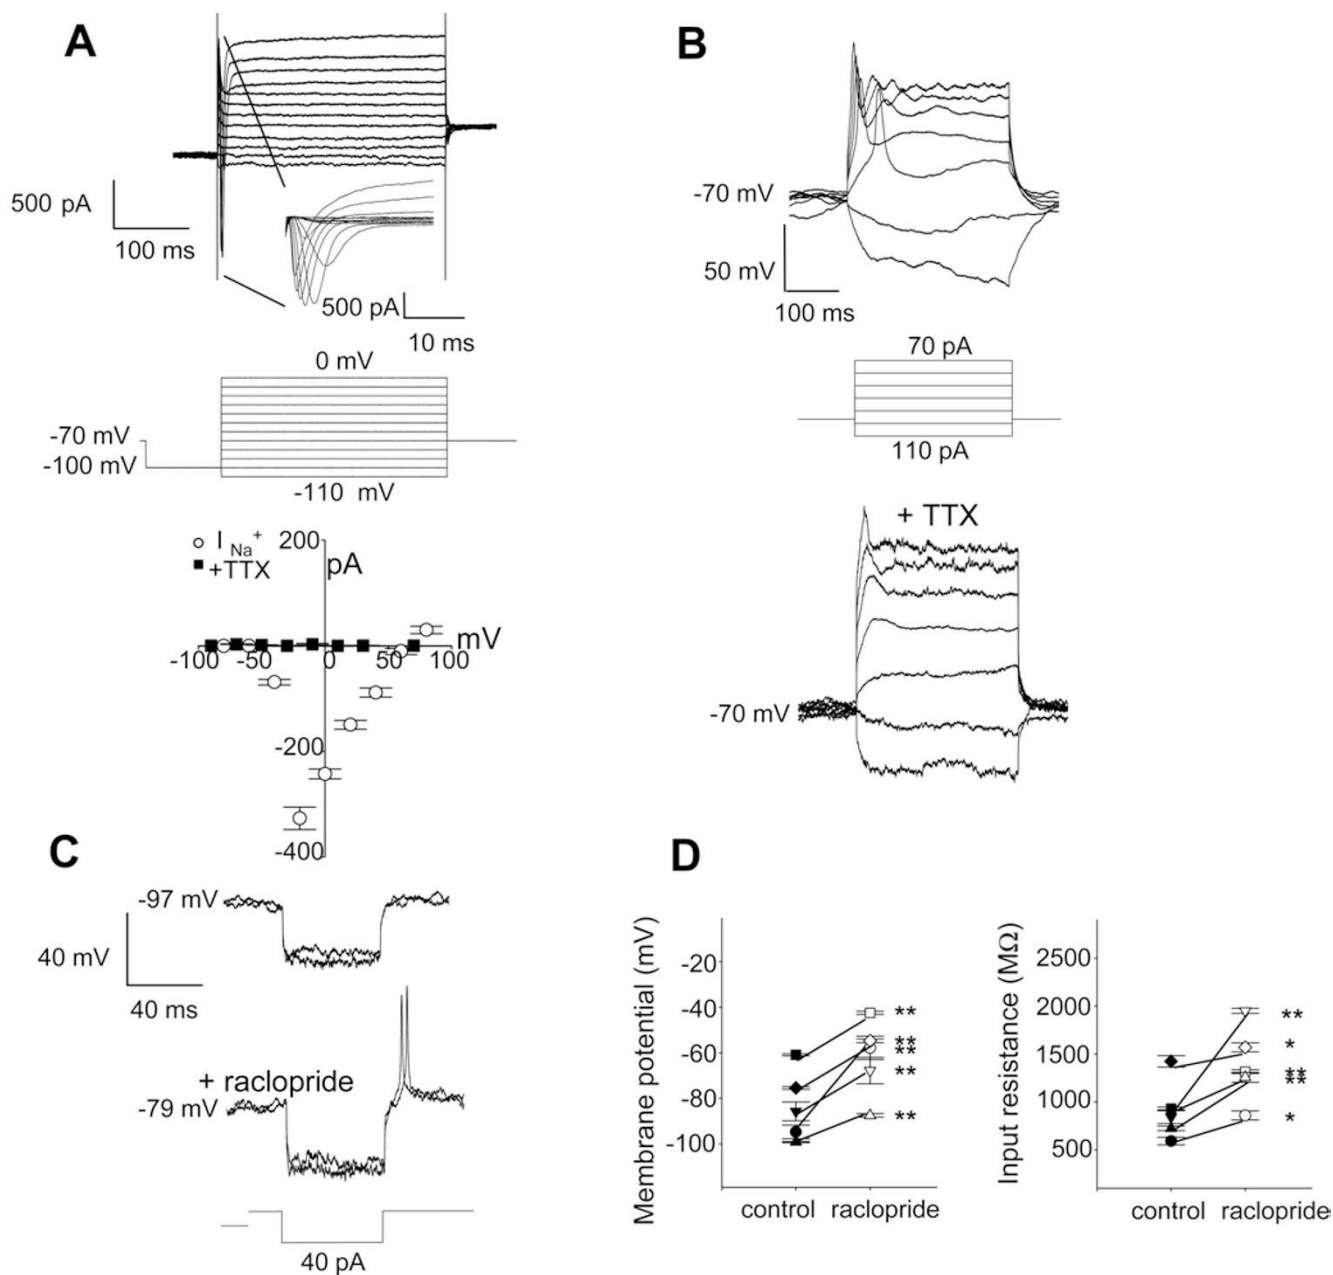 A
500 pA
100 ms
500 pA
10 ms
0 mV
-70 mV
-100 mV
-110 mV
I Na+
+TTX
200
pA
mV
-100 -50 0 50 100
-200
-400
B
-70 mV
50 mV
100 ms
70 pA
110 pA
+ TTX
-70 mV
C
-97 mV
40 mV
40 ms
+ raclopride
-79 mV
40 pA
D
Membrane potential (mV)
-20
-40
-60
-80
-100
**
**
**
**
**
control raclopride
Input resistance (MΩ)
2500
2000
1500
1000
500
**
*
**
**
*
control raclopride